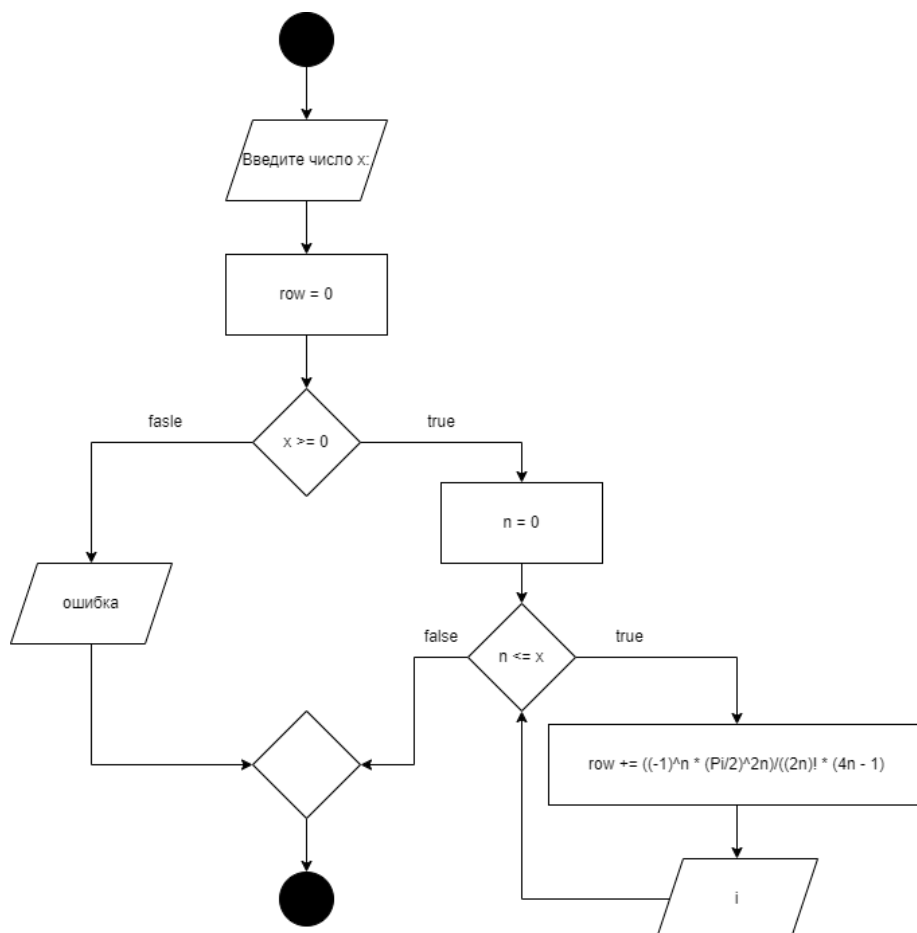 Введите число x:
row = 0
fasle
x >= 0
true
n = 0
ошибка
false
n <= x
true
row += ((-1)^n * (Pi/2)^2n)/((2n)! * (4n - 1)
i